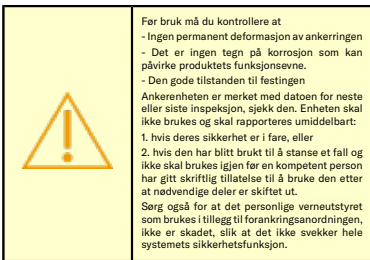 Før bruk må du kontrollere at
- Ingen permanent deformasjon av ankerringen
- Det er ingen tegn på korrosjon som kan
påvirke produktets funksjonsevne.
- Den gode tilstanden til festingen
Ankerenheten er merket med datoen for neste
eller siste inspeksjon, sjekk den. Enheten skal
ikke brukes og skal rapporteres umiddelbart:
1. hvis deres sikkerhet er i fare, eller
2. hvis den har blitt brukt til å stanse et fall og
ikke skal brukes igjen før en kompetent person
har gitt skriftlig tillatelse til å bruke den etter
at nødvendige deler er skiftet ut.
Sørg også for at det personlige verneutstyret
som brukes i tillegg til forankringsanordningen,
ikke er skadet, slik at det ikke svekker hele
systemets sikkerhetsfunksjon.